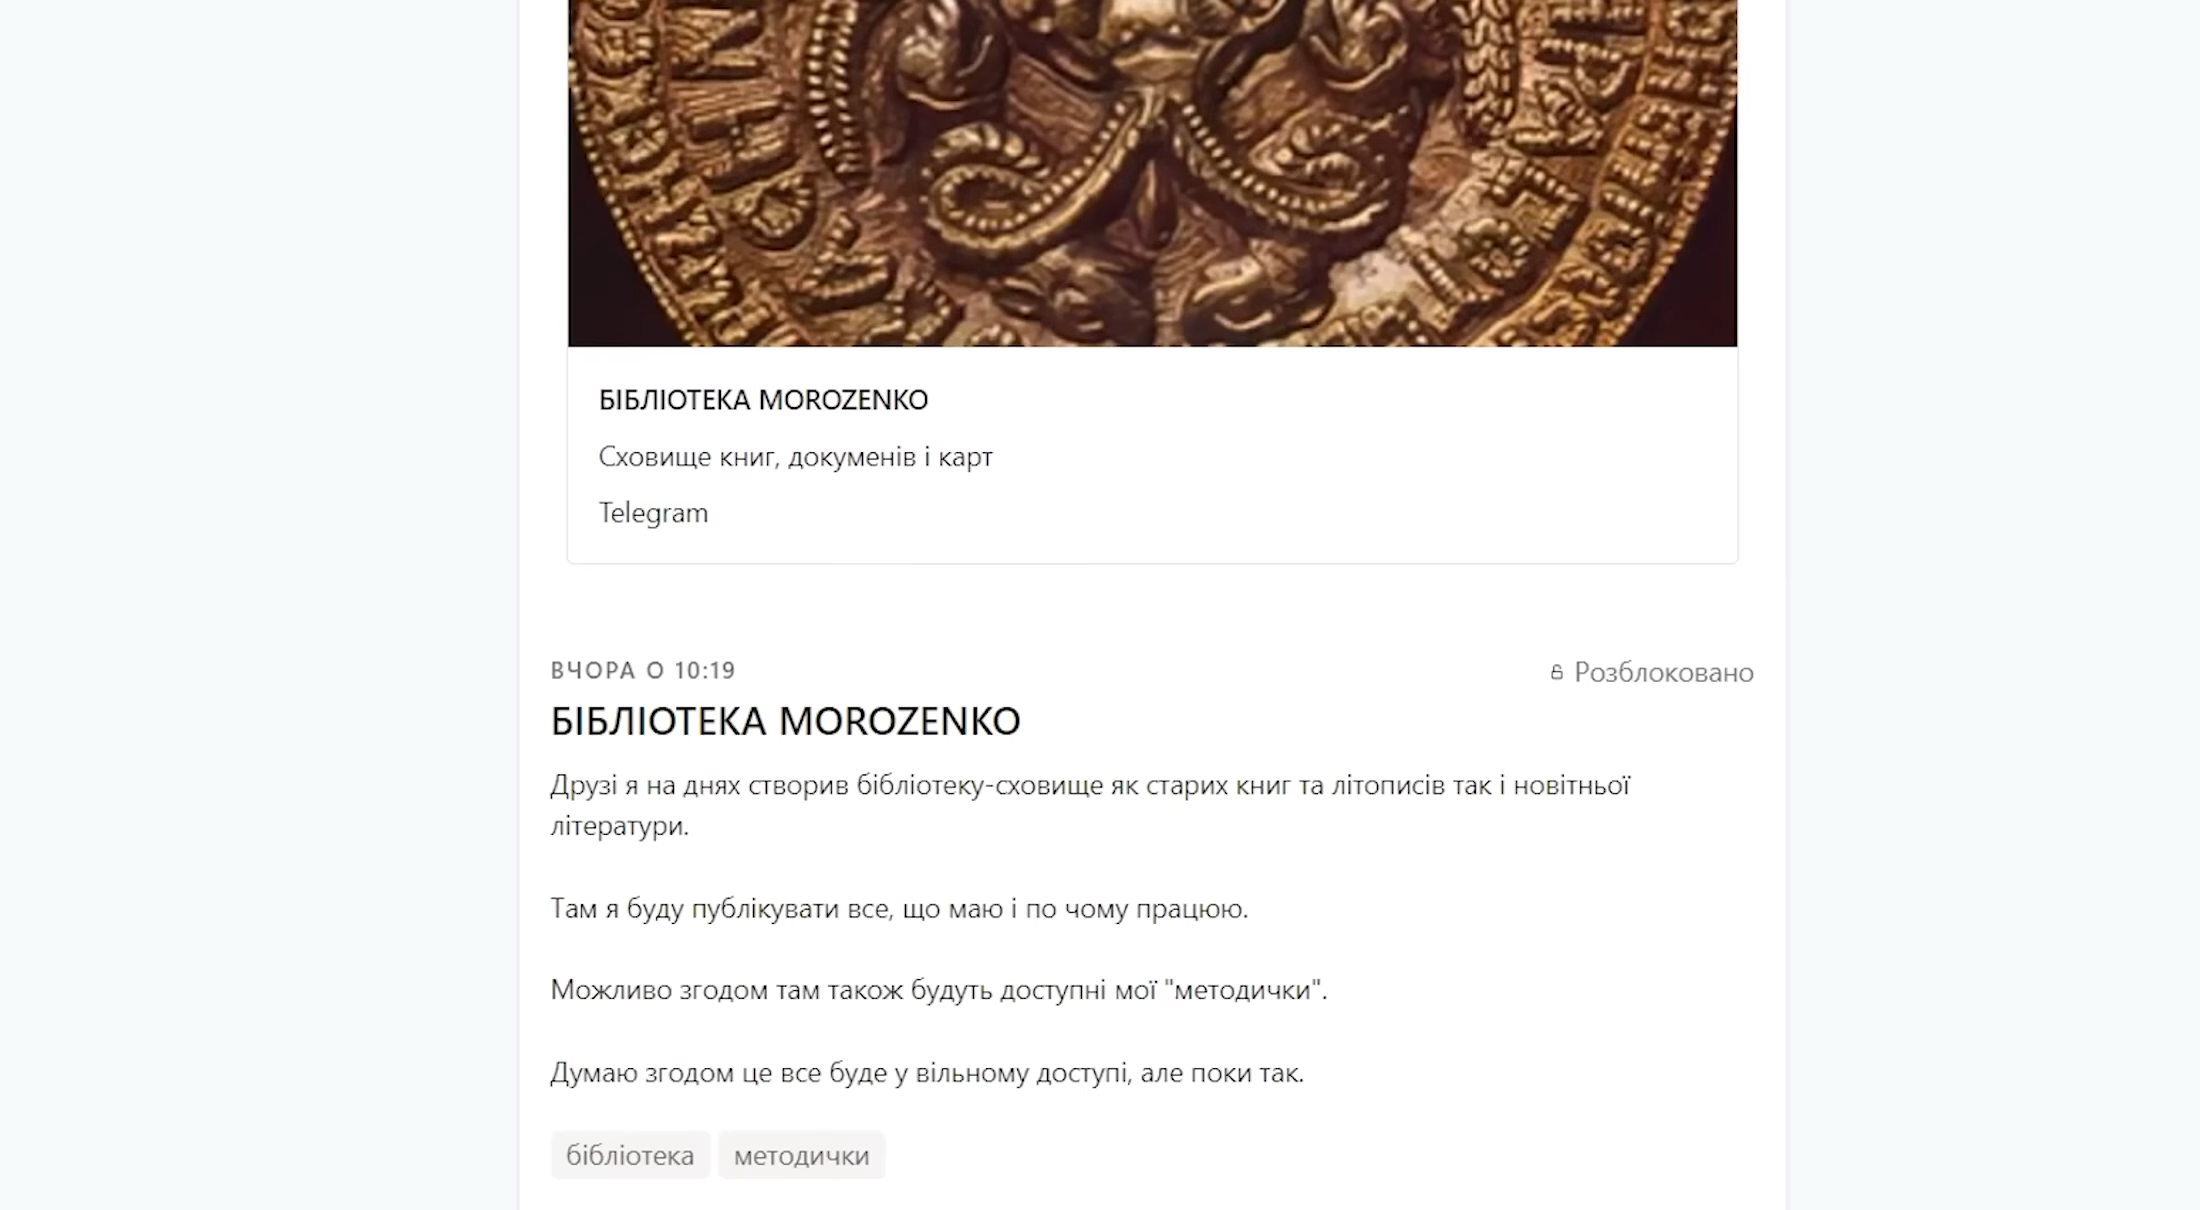 БІБЛІОТЕКА MOROZENKO
Сховище книг, докуменів і карт
Telegram
ВЧОРА О 10:19
Розблоковано
БІБЛІОТЕКА MOROZENKO
Друзі я на днях створив бібліотеку-сховище як старих книг та літописів так і новітньої
літератури.
Там я буду публікувати все, що маю і по чому працюю.
Можливо згодом там також будуть доступні мої "методички".
Думаю згодом це все буде у вільному доступі, але поки так.
бібліотека
методички